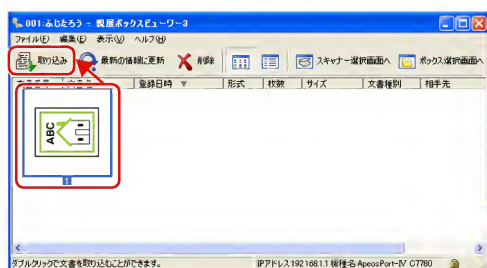 001:ふじたろう - 親展ボックスビューワー3
ファイル(F) 編集(E) 表示(V) ヘルプ(H)
取り込み 最新の情報に更新 削除 スキャナー選択画面へ ボックス選択画面へ
登録日時 形式 枚数 サイズ 文書種別 相手先
ABC
1
ダブルクリックで文書を取り込むことができます。 IPアドレス:192.168.1.1 機種名:ApeosPort-IV C7780